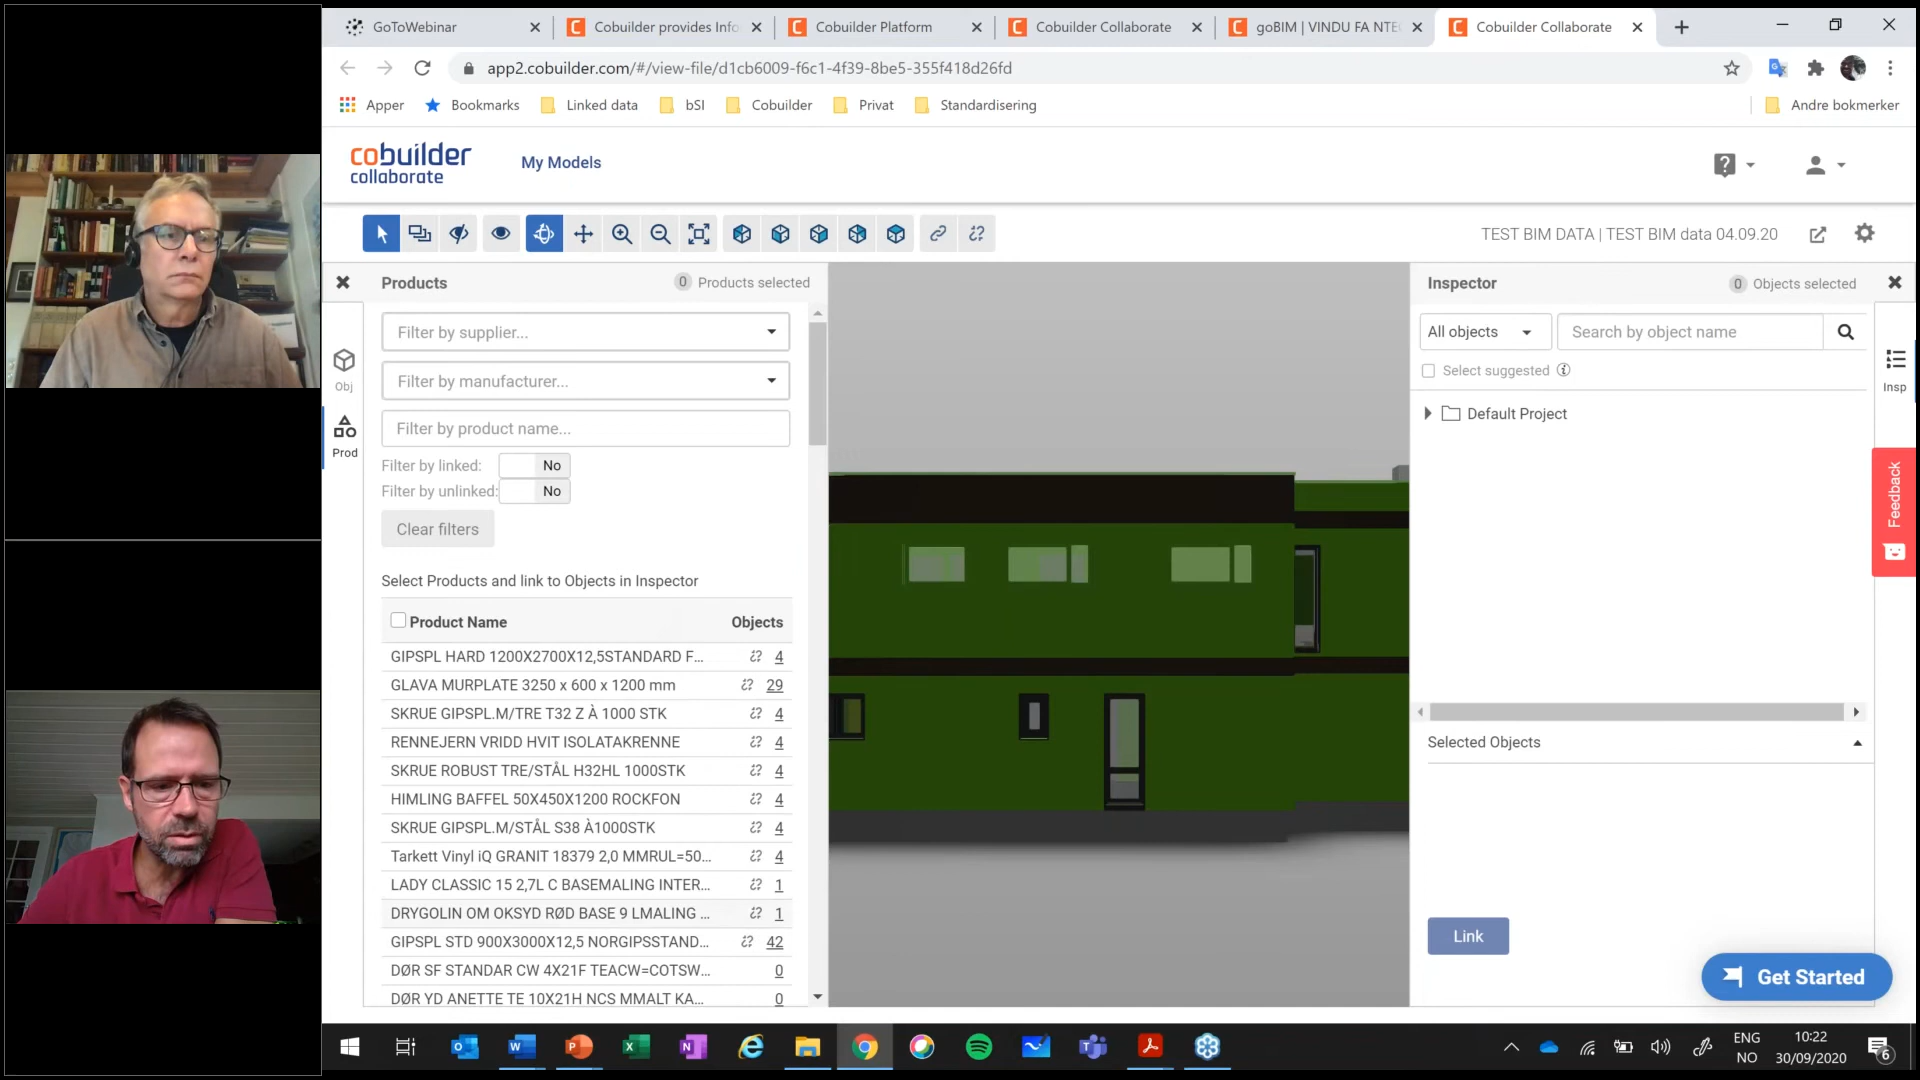 GoToWebinar
Cobuilder provides Info
Cobuilder Platform
Cobuilder Collaborate
goBIM | VINDU FA NTE
Cobuilder Collaborate
app2.cobuilder.com/#/view-file/d1cb6009-f6c1-4f39-8be5-355f418d26fd
Apper
Bookmarks
Linked data
bSI
Cobuilder
Privat
Standardisering
Andre bokmerker
cobuilder
collaborate
My Models
TEST BIM DATA | TEST BIM data 04.09.20
Products
0 Products selected
Inspector
0 Objects selected
Obj
Prod
Filter by supplier...
Filter by manufacturer...
Filter by product name...
Filter by linked: No
Filter by unlinked: No
Clear filters
Select Products and link to Objects in Inspector
Product Name Objects
GIPSPL HARD 1200X2700X12,5STANDARD F... 4
GLAVA MURPLATE 3250 x 600 x 1200 mm 29
SKRUE GIPSPL.M/TRE T32 Z À 1000 STK 4
RENNEJERN VRIDD HVIT ISOLATAKRENNE 4
SKRUE ROBUST TRE/STÅL H32HL 1000STK 4
HIMLING BAFFEL 50X450X1200 ROCKFON 4
SKRUE GIPSPL.M/STÅL S38 À1000STK 4
Tarkett Vinyl iQ GRANIT 18379 2,0 MMRUL=50... 4
LADY CLASSIC 15 2,7L C BASEMALING INTER... 1
DRYGOLIN OM OKSYD RØD BASE 9 LMALING ... 1
GIPSPL STD 900X3000X12,5 NORGIPSSTAND... 42
DØR SF STANDAR CW 4X21F TEACW=COTSW... 0
DØR YD ANETTE TE 10X21H NCS MMALT KA... 0
All objects
Search by object name
Select suggested
Default Project
Insp
Feedback
Selected Objects
Link
Get Started
ENG
NO
10:22
30/09/2020
6